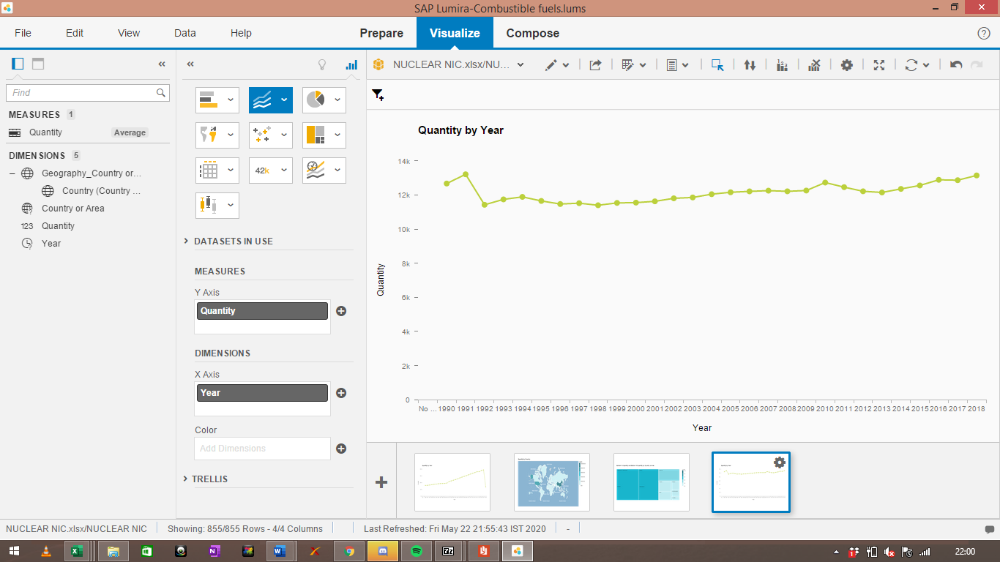 SAP Lumira-Combustible fuels.lums
File Edit View Data Help Prepare Visualize Compose
Find
MEASURES 1
Quantity Average
DIMENSIONS 5
Geography_Country or...
Country (Country ...
Country or Area
123 Quantity
Year
42k
DATASETS IN USE
MEASURES
Y Axis
Quantity
DIMENSIONS
X Axis
Year
Color
Add Dimensions
TRELLIS
NUCLEAR NIC.xlsx/NU...
Quantity by Year
14k
12k
10k
8k
6k
4k
2k
0
Quantity
No ... 1990 1991 1992 1993 1994 1995 1996 1997 1998 1999 2000 2001 2002 2003 2004 2005 2006 2007 2008 2009 2010 2011 2012 2013 2014 2015 2016 2017 2018
Year
NUCLEAR NIC.xlsx/NUCLEAR NIC Showing: 855/855 Rows - 4/4 Columns Last Refreshed: Fri May 22 21:55:43 IST 2020 -
22:00